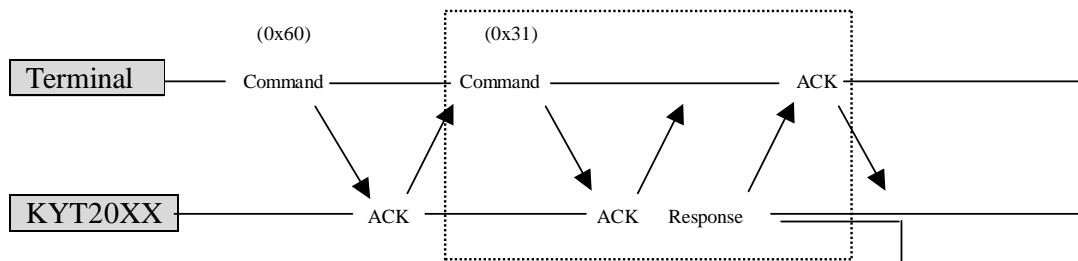 (0x60) (0x31)
Terminal Command Command ACK
KYT20XX ACK ACK Response